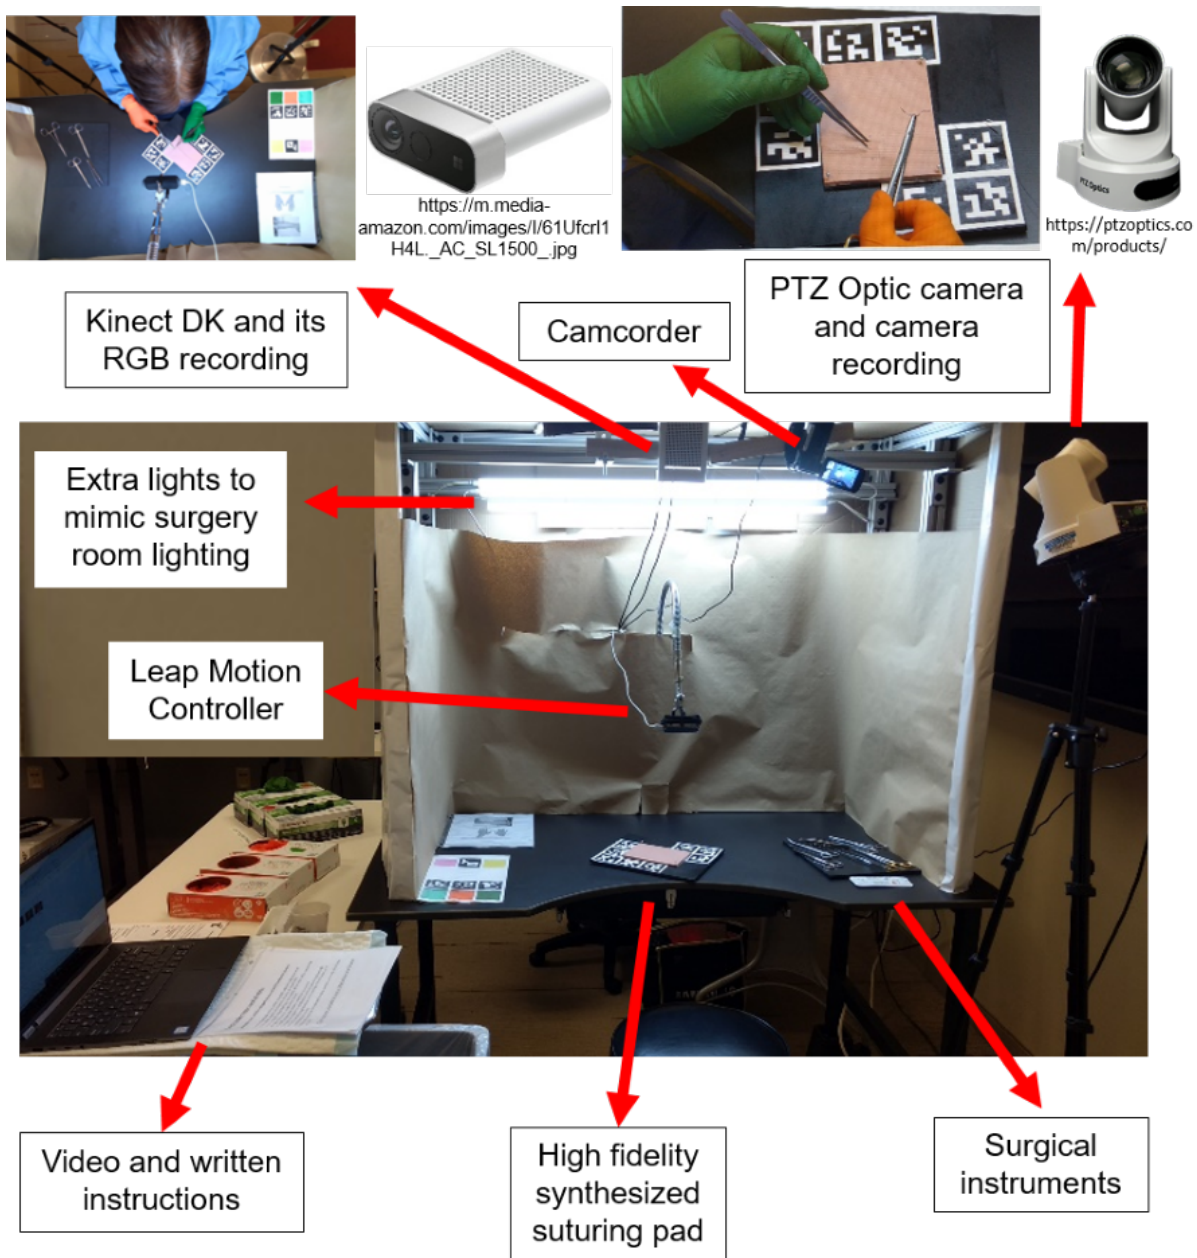 PTZ Optics
https://m.media-
amazon.com/images/I/61Ufcrl1
H4L._AC_SL1500_.jpg
https://ptzoptics.co
m/products/
Kinect DK and its
RGB recording
Camcorder
PTZ Optic camera
and camera
recording
Extra lights to
mimic surgery
room lighting
Leap Motion
Controller
Video and written
instructions
High fidelity
synthesized
suturing pad
Surgical
instruments